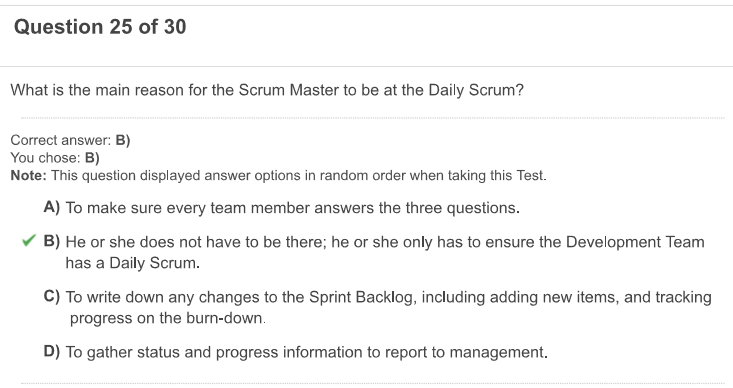 Question 25 of 30
What is the main reason for the Scrum Master to be at the Daily Scrum?
Correct answer: B)
You chose: B)
Note: This question displayed answer options in random order when taking this Test.
A) To make sure every team member answers the three questions.
B) He or she does not have to be there; he or she only has to ensure the Development Team
has a Daily Scrum.
C) To write down any changes to the Sprint Backlog, including adding new items, and tracking
progress on the burn-down.
D) To gather status and progress information to report to management.